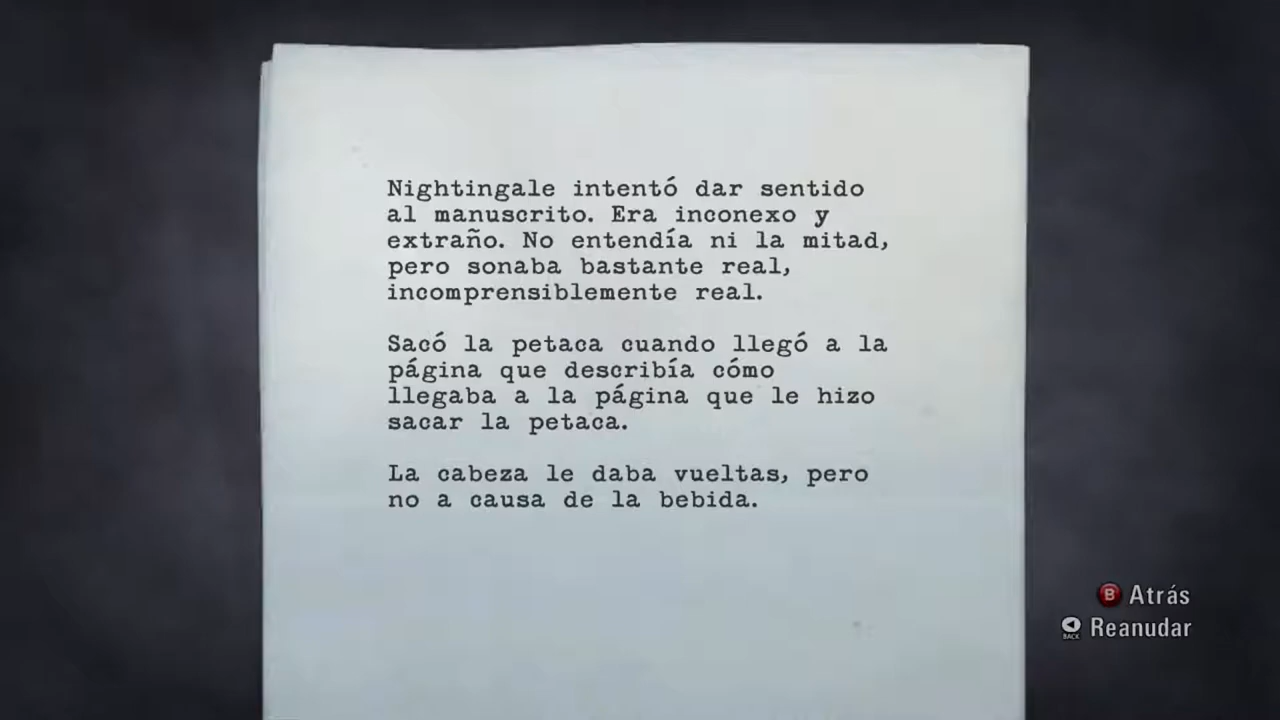 Nightingale intentó dar sentido
al manuscrito. Era inconexo y
extraño. No entendía ni la mitad,
pero sonaba bastante real,
incomprensiblemente real.
Sacó la petaca cuando llegó a la
página que describía cómo
llegaba a la página que le hizo
sacar la petaca.
La cabeza le daba vueltas, pero
no a causa de la bebida.
B Atrás
BACK Reanudar